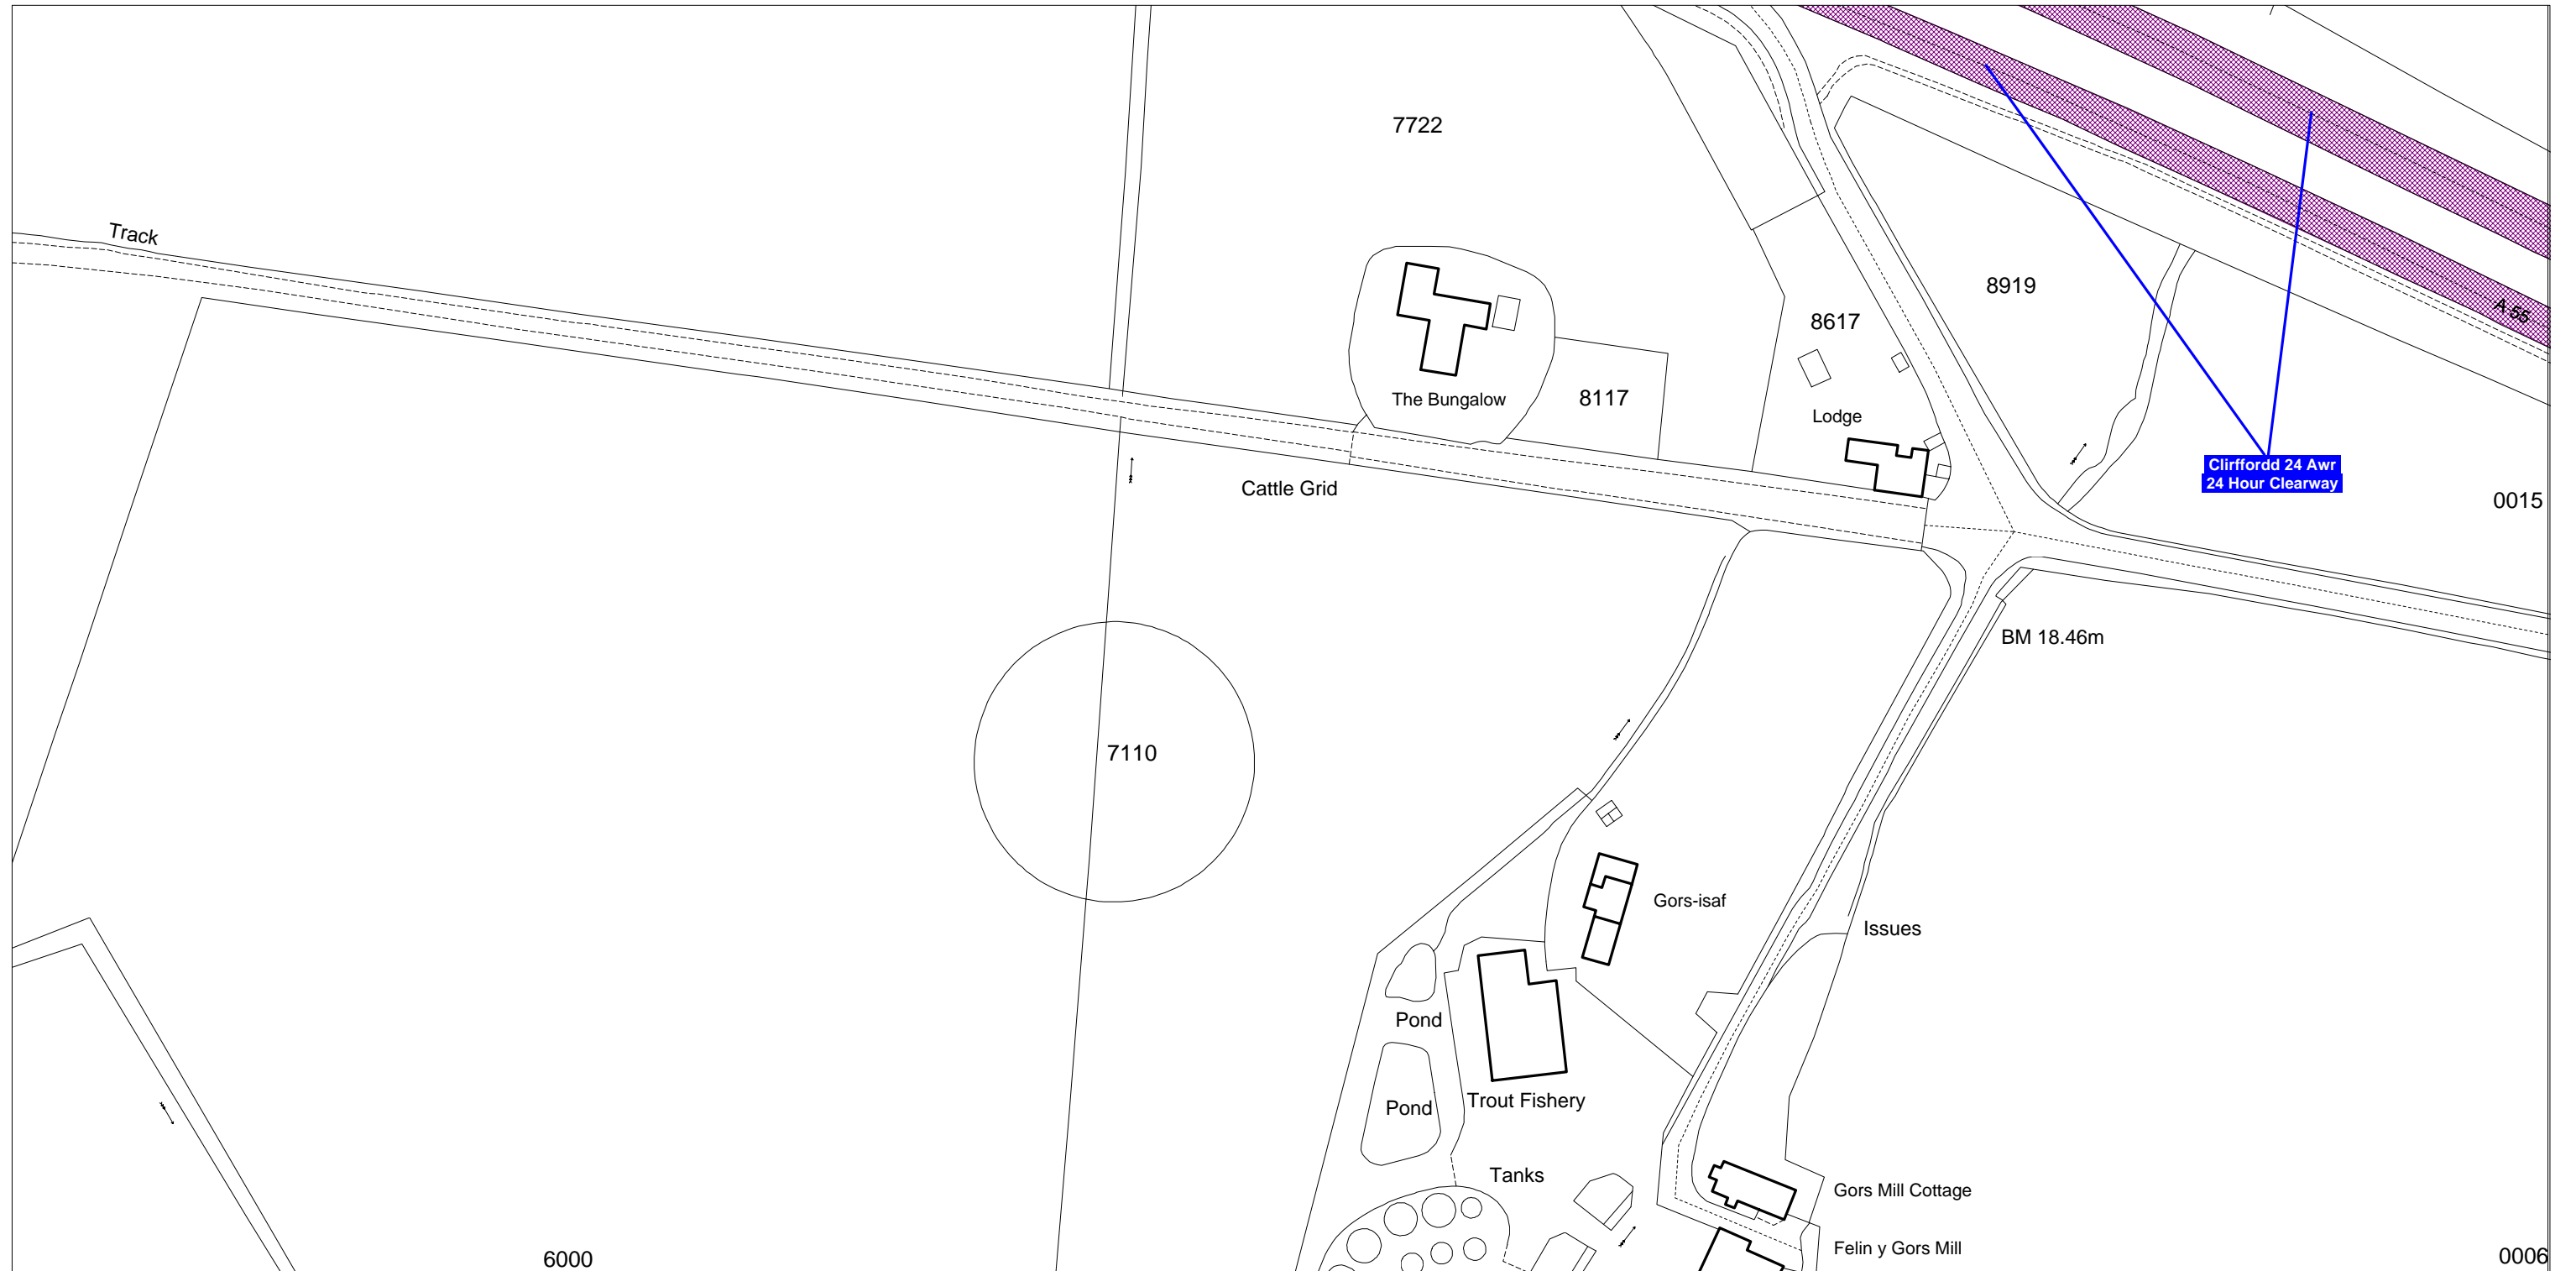 7722
Track
8919
A 55
8617
The Bungalow
8117
Lodge
Clirffordd 24 Awr
24 Hour Clearway
Cattle Grid
0015
BM 18.46m
7110
Gors-isaf
Issues
Pond
Trout Fishery
Pond
Tanks
Gors Mill Cottage
Felin y Gors Mill
6000
0006